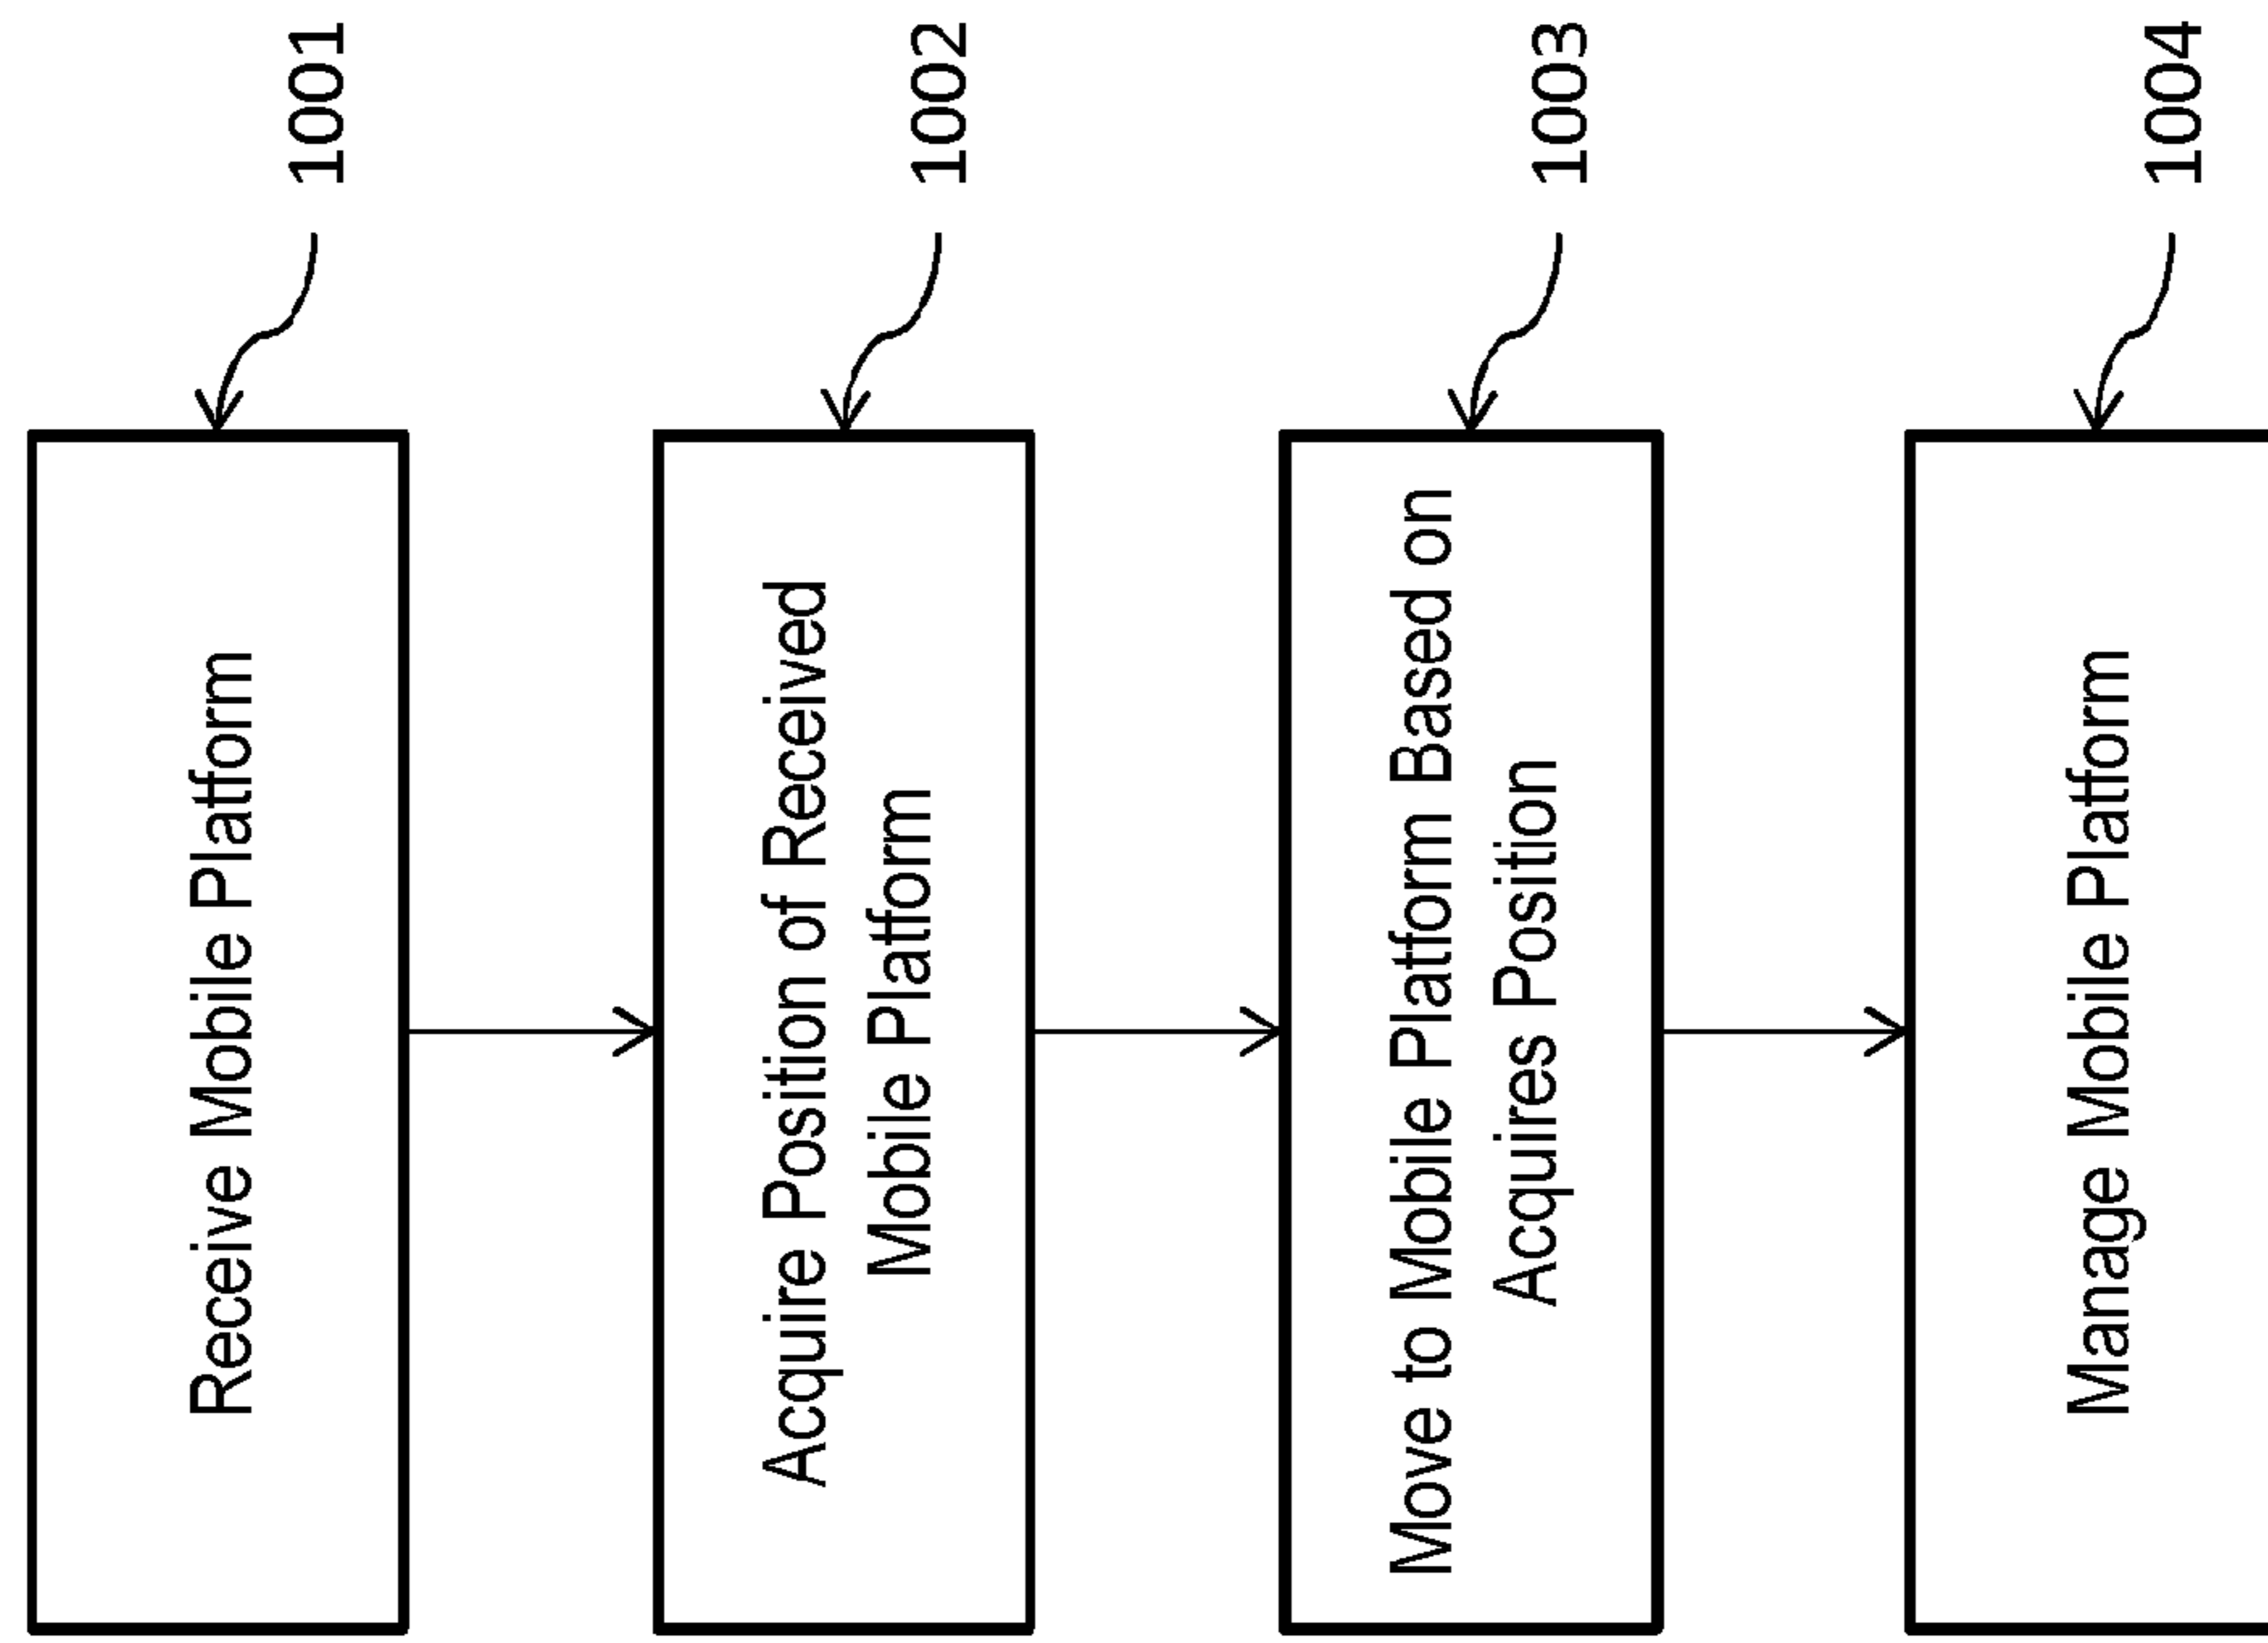 Receive Mobile Platform
1001
Acquire Position of Received
Mobile Platform
1002
Move to Mobile Platform Based on
Acquires Position
1003
Manage Mobile Platform
1004